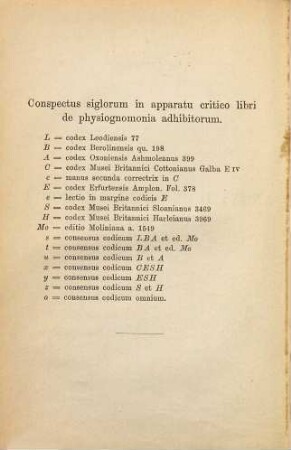 Conspectus siglorum in apparatu critico libri
de physiognomonia adhibitorum.
L = codex Leodiensis 77
B = codex Berolinensis qu. 198
A = codex Oxoniensis Ashmoleanus 399
C = codex Musei Britannici Cottonianus Galba E IV
c = manus secunda correctrix in C
E = codex Erfurtensis Amplon. Fol. 378
e = lectio in margine codicis E
S = codex Musei Britannici Sloanianus 3469
H = codex Musei Britannici Harleianus 3969
Mo = editio Moliniana a. 1549
s = consensus codicum LBA et ed. Mo
t = consensus codicum BA et ed. Mo
u = consensus codicum B et A
x = consensus codicum CESH
y = consensus codicum ESH
z = consensus codicum S et H
o = consensus codicum omnium.